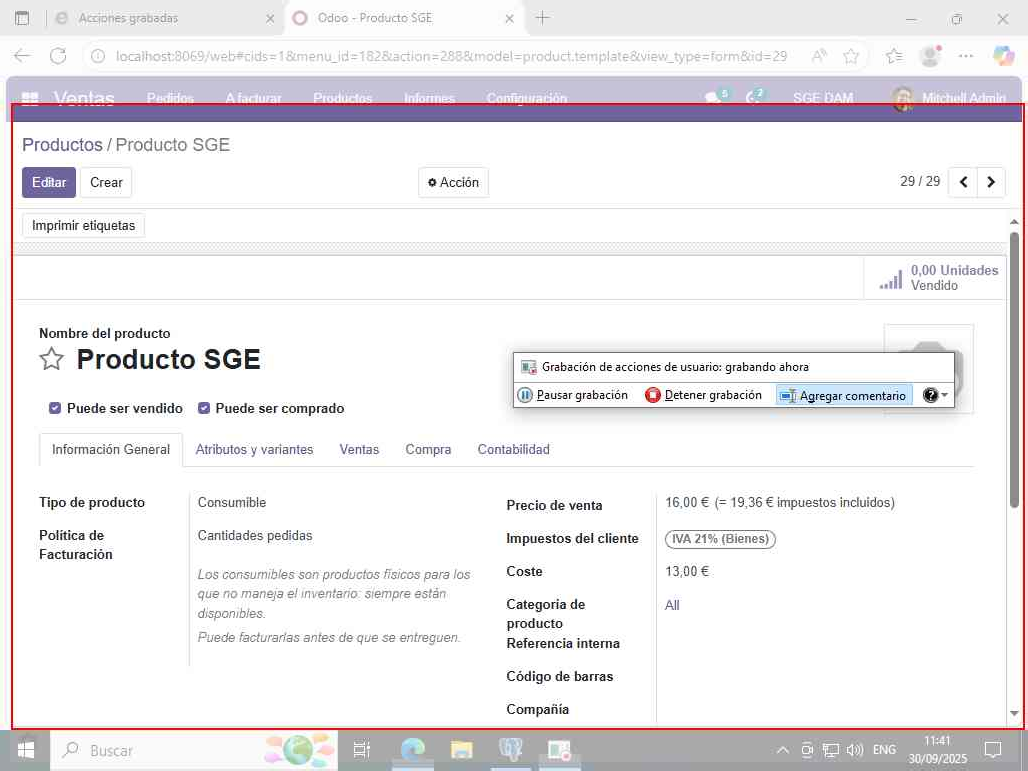 Acciones grabadas
Odoo - Producto SGE
localhost:8069/web#cids=1&menu_id=182&action=288&model=product.template&view_type=form&id=29
Ventas Pedidos A facturar Productos Informes Configuración 5 2 SGE DAM Mitchell Admin
Productos / Producto SGE
Editar Crear Acción 29 / 29
Imprimir etiquetas
0,00 Unidades
Vendido
Nombre del producto
Producto SGE
Grabación de acciones de usuario: grabando ahora
Pausar grabación Detener grabación Agregar comentario
Puede ser vendido Puede ser comprado
Información General Atributos y variantes Ventas Compra Contabilidad
Tipo de producto Consumible
Política de Facturación Cantidades pedidas
Los consumibles son productos físicos para los
que no maneja el inventario: siempre están
disponibles.
Puede facturarlas antes de que se entreguen.
Precio de venta 16,00 € (= 19,36 € impuestos incluidos)
Impuestos del cliente IVA 21% (Bienes)
Coste 13,00 €
Categoría de producto All
Referencia interna
Código de barras
Compañía
Buscar
ENG
11:41
30/09/2025